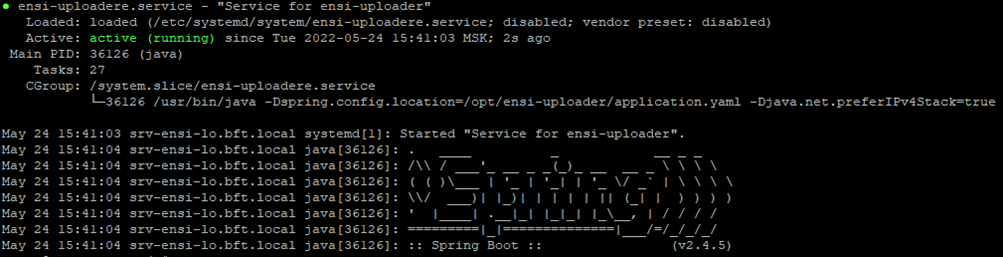 ● ensi-uploadere.service - "Service for ensi-uploader"
   Loaded: loaded (/etc/systemd/system/ensi-uploadere.service; disabled; vendor preset: disabled)
   Active: active (running) since Tue 2022-05-24 15:41:03 MSK; 2s ago
 Main PID: 36126 (java)
    Tasks: 27
   CGroup: /system.slice/ensi-uploadere.service
           └─36126 /usr/bin/java -Dspring.config.location=/opt/ensi-uploader/application.yaml -Djava.net.preferIPv4Stack=true

May 24 15:41:03 srv-ensi-lo.bft.local systemd[1]: Started "Service for ensi-uploader".
May 24 15:41:04 srv-ensi-lo.bft.local java[36126]: .   ____          _            __ _ _
May 24 15:41:04 srv-ensi-lo.bft.local java[36126]: /\\ / ___'_ __ _ _(_)_ __  __ _ \ \ \ \
May 24 15:41:04 srv-ensi-lo.bft.local java[36126]: ( ( )\___ | '_ | '_| | '_ \/ _` | \ \ \ \
May 24 15:41:04 srv-ensi-lo.bft.local java[36126]: \\/  ___)| |_)| | | | | || (_| |  ) ) ) )
May 24 15:41:04 srv-ensi-lo.bft.local java[36126]: '  |____| .__|_| |_|_| |_\__, | / / / /
May 24 15:41:04 srv-ensi-lo.bft.local java[36126]: =========|_|==============|___/=/_/_/_/
May 24 15:41:04 srv-ensi-lo.bft.local java[36126]: :: Spring Boot ::                (v2.4.5)